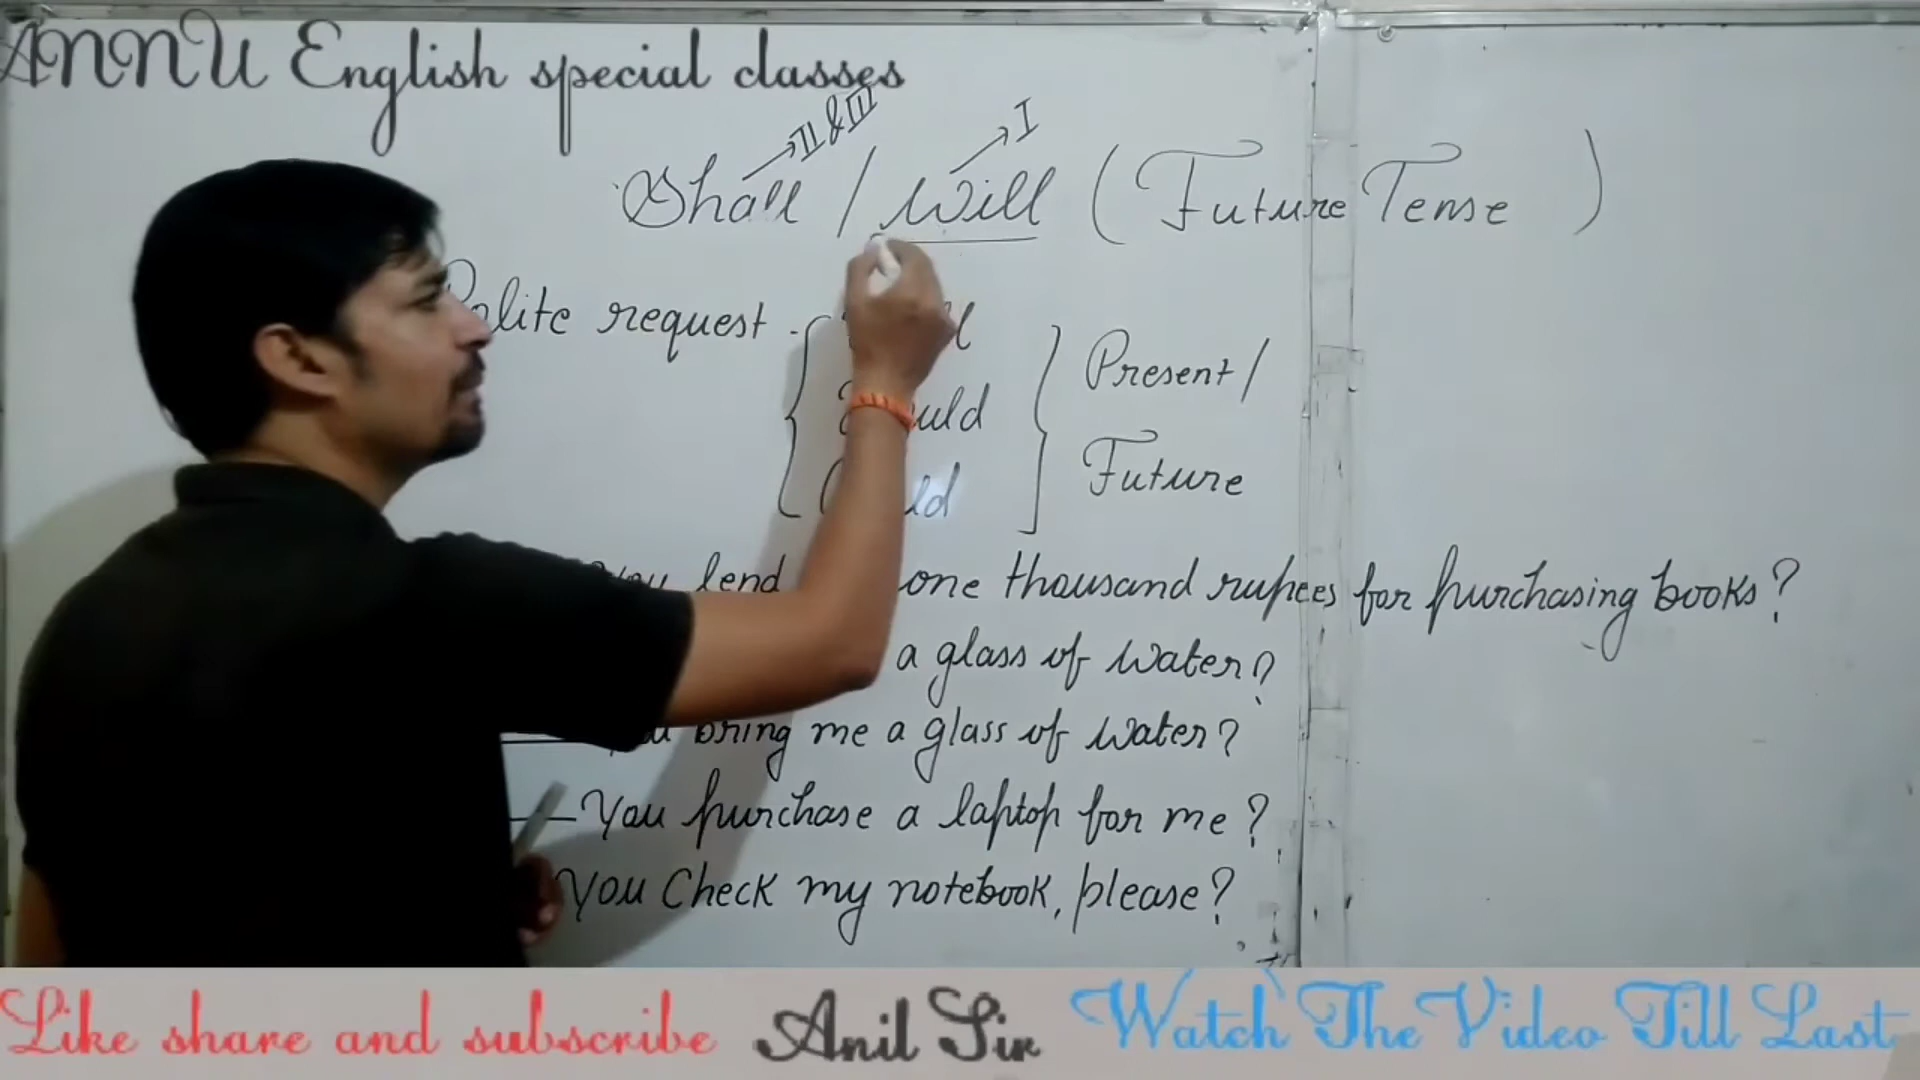 ANNU English special classes
II & III
I
Shall / Will ( Future Tense )
Polite request
Present /
Future
you lend one thousand rupees for purchasing books?
a glass of water?
bring me a glass of water?
You purchase a laptop for me?
You Check my notebook, please?
Like share and subscribe Anil Sir Watch The Video Till Last